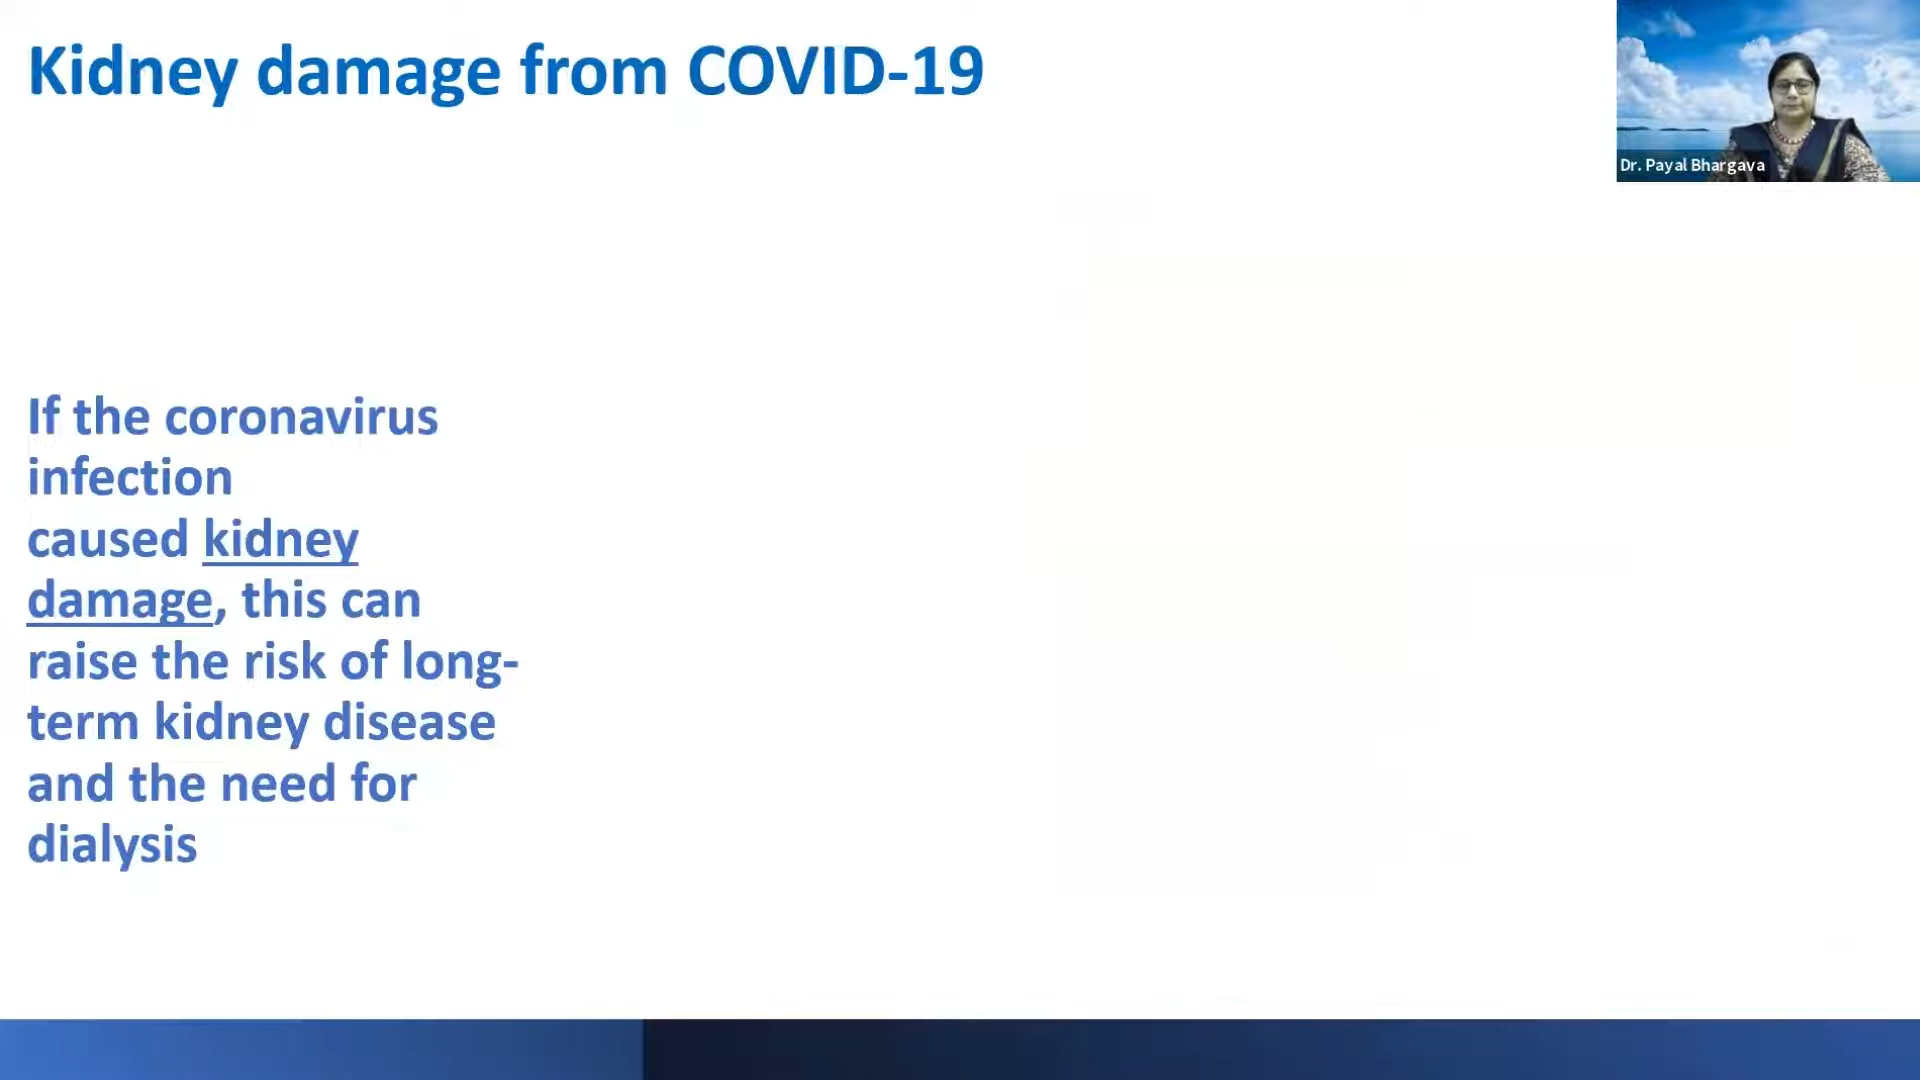 Kidney damage from COVID-19
Dr. Payal Bhargava
If the coronavirus
infection
caused kidney
damage, this can
raise the risk of long-
term kidney disease
and the need for
dialysis